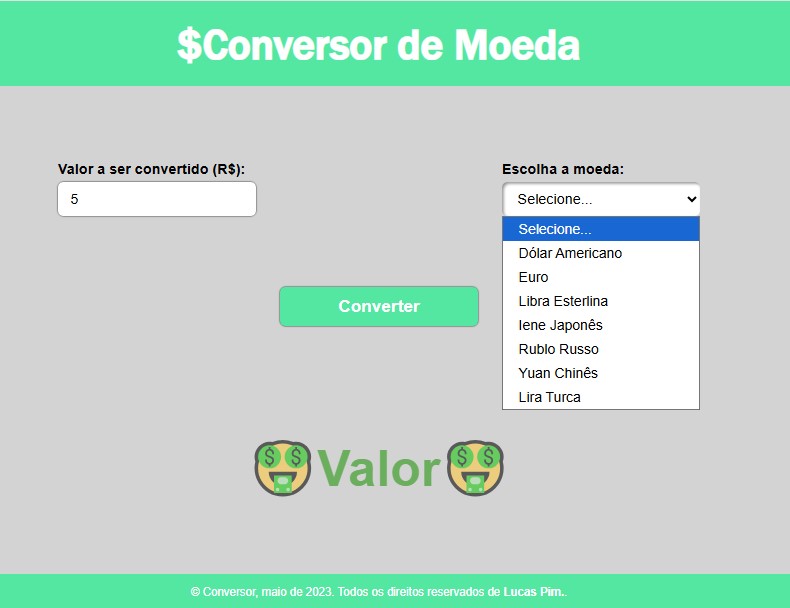 $Conversor de Moeda
Valor a ser convertido (R$):
5
Escolha a moeda:
Selecione...
Selecione...
Dólar Americano
Euro
Libra Esterlina
Iene Japonês
Rublo Russo
Yuan Chinês
Lira Turca
Converter
$ $ Valor $ $
© Conversor, maio de 2023. Todos os direitos reservados de Lucas Pim..